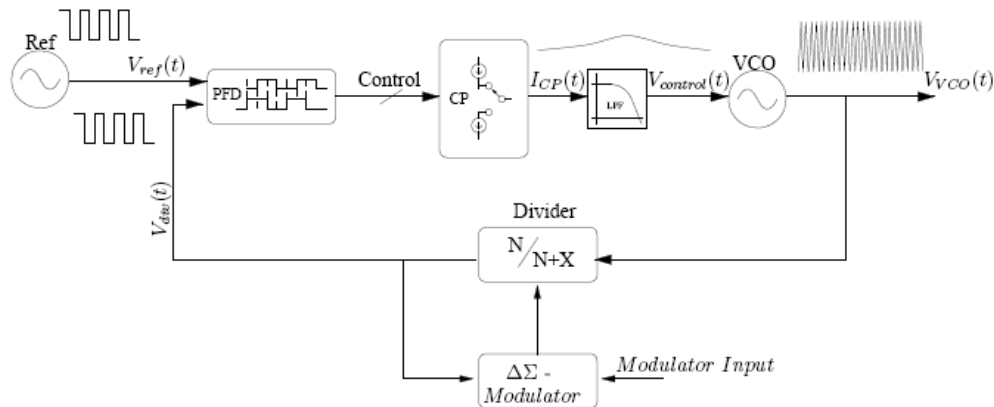 Ref
V_ref(t)
PFD
Control
CP
I_CP(t)
LPF
V_control(t)
VCO
V_VCO(t)
V_div(t)
Divider
N/N+X
ΔΣ -
Modulator
Modulator Input